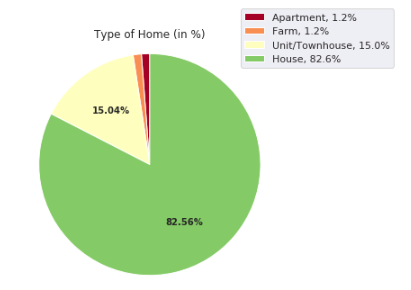 Type of Home (in %)
Apartment, 1.2%
Farm, 1.2%
Unit/Townhouse, 15.0%
House, 82.6%
15.04%
82.56%